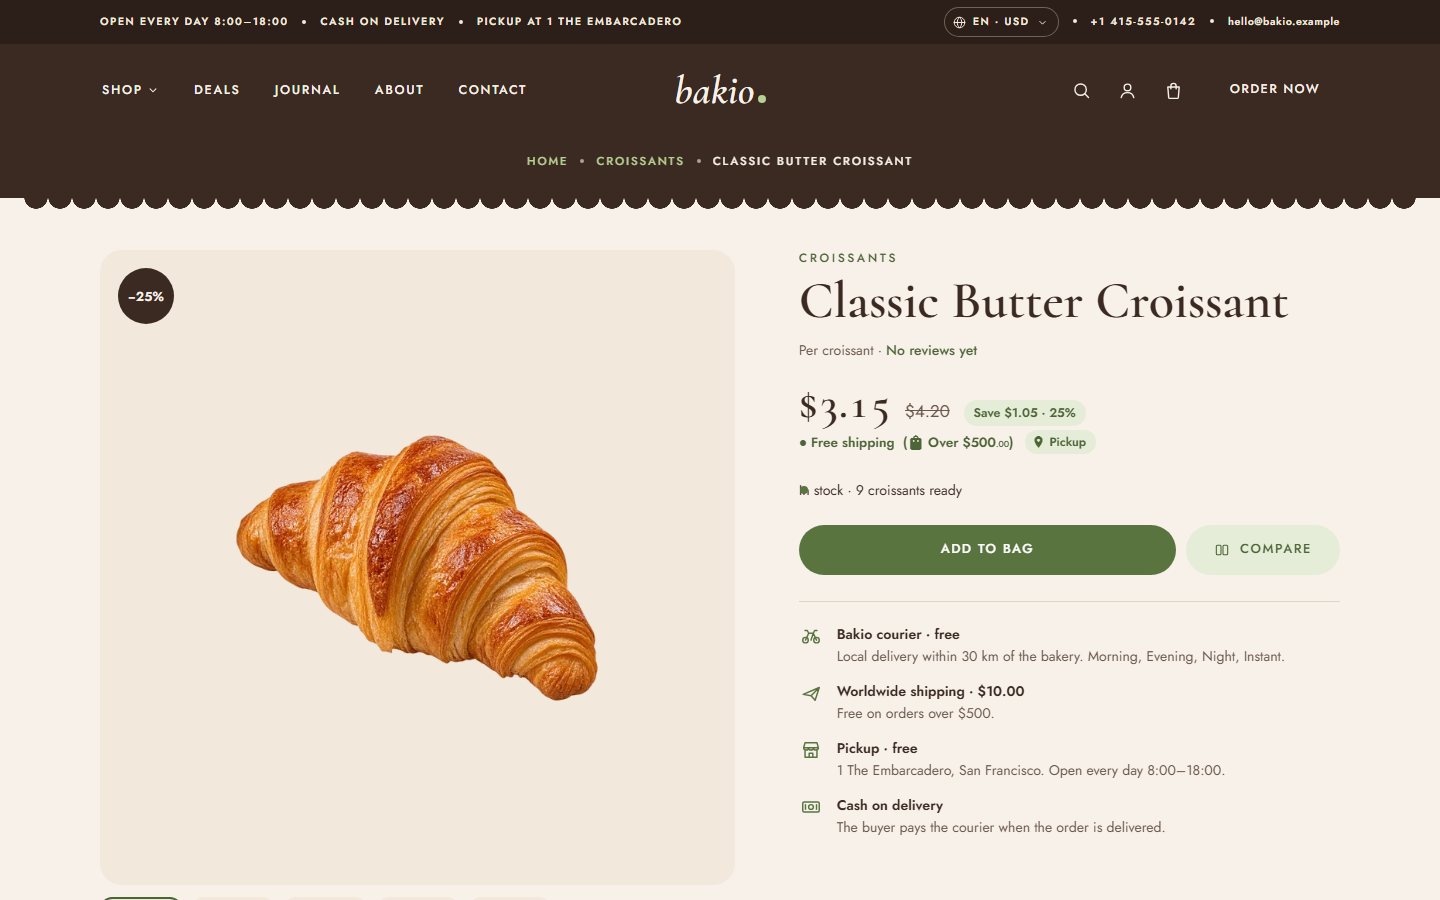 OPEN EVERY DAY 8:00–18:00 • CASH ON DELIVERY • PICKUP AT 1 THE EMBARCADERO
EN · USD • +1 415-555-0142 • hello@bakio.example
SHOP DEALS JOURNAL ABOUT CONTACT
bakio.
ORDER NOW
HOME • CROISSANTS • CLASSIC BUTTER CROISSANT
−25%
CROISSANTS
Classic Butter Croissant
Per croissant · No reviews yet
$3.15 $4.20 Save $1.05 · 25%
• Free shipping ( Over $500.00) Pickup
stock · 9 croissants ready
ADD TO BAG
COMPARE
Bakio courier · free
Local delivery within 30 km of the bakery. Morning, Evening, Night, Instant.
Worldwide shipping · $10.00
Free on orders over $500.
Pickup · free
1 The Embarcadero, San Francisco. Open every day 8:00–18:00.
Cash on delivery
The buyer pays the courier when the order is delivered.